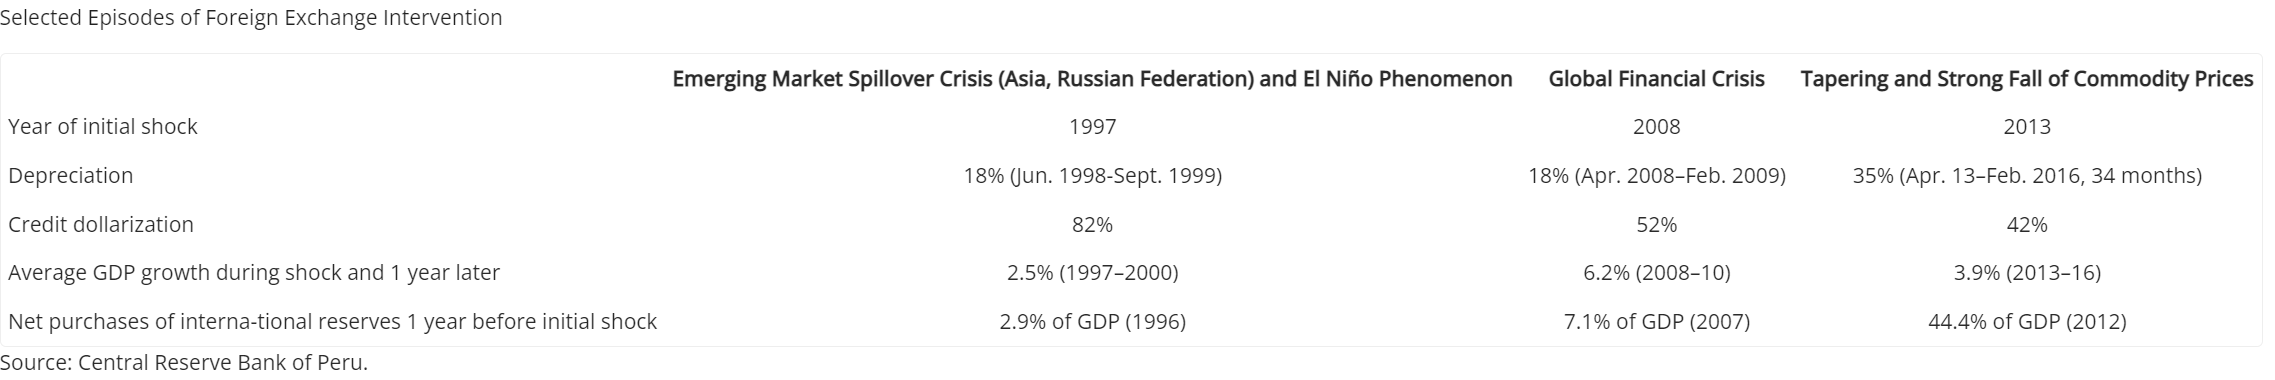 Selected Episodes of Foreign Exchange Intervention
Emerging Market Spillover Crisis (Asia, Russian Federation) and El Niño Phenomenon Global Financial Crisis Tapering and Strong Fall of Commodity Prices
Year of initial shock 1997 2008 2013
Depreciation 18% (Jun. 1998-Sept. 1999) 18% (Apr. 2008–Feb. 2009) 35% (Apr. 13–Feb. 2016, 34 months)
Credit dollarization 82% 52% 42%
Average GDP growth during shock and 1 year later 2.5% (1997–2000) 6.2% (2008–10) 3.9% (2013–16)
Net purchases of interna-tional reserves 1 year before initial shock 2.9% of GDP (1996) 7.1% of GDP (2007) 44.4% of GDP (2012)
Source: Central Reserve Bank of Peru.